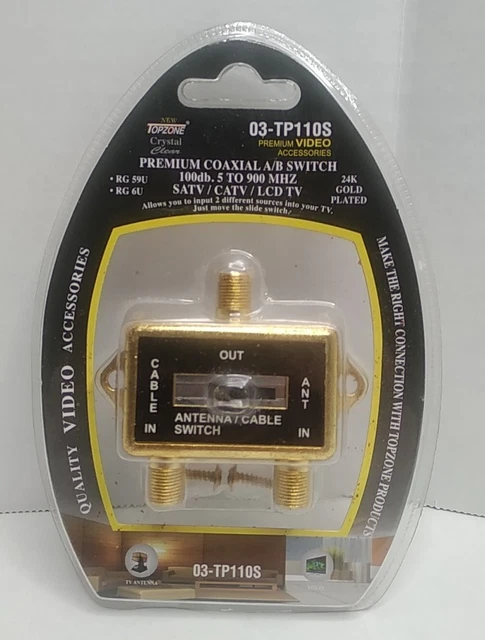 NEW
TOPZONE
Crystal
Clear
03-TP110S
PREMIUM VIDEO
ACCESSORIES
PREMIUM COAXIAL A/B SWITCH
• RG 59U
• RG 6U
100db. 5 TO 900 MHZ
SATV / CATV / LCD TV
24K
GOLD
PLATED
Allows you to input 2 different sources into your TV,
Just move the slide switch!
QUALITY VIDEO ACCESSORIES
MAKE THE RIGHT CONNECTION WITH TOPZONE PRODUCTS
OUT
CABLE
IN
ANT
IN
ANTENNA / CABLE
SWITCH
TV ANTENNA
03-TP110S